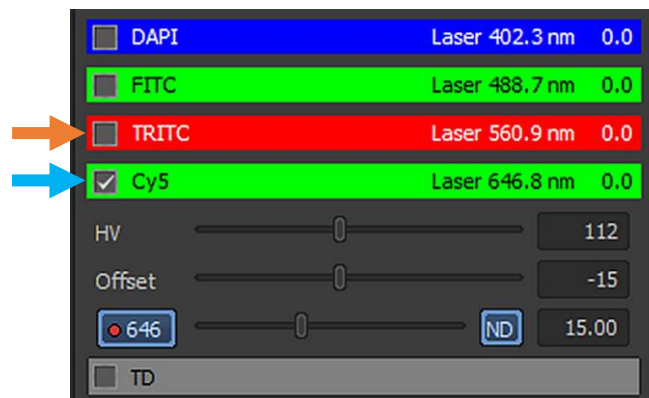 DAPI Laser 402.3 nm 0.0
FITC Laser 488.7 nm 0.0
TRITC Laser 560.9 nm 0.0
Cy5 Laser 646.8 nm 0.0
HV 112
Offset -15
646 ND 15.00
TD